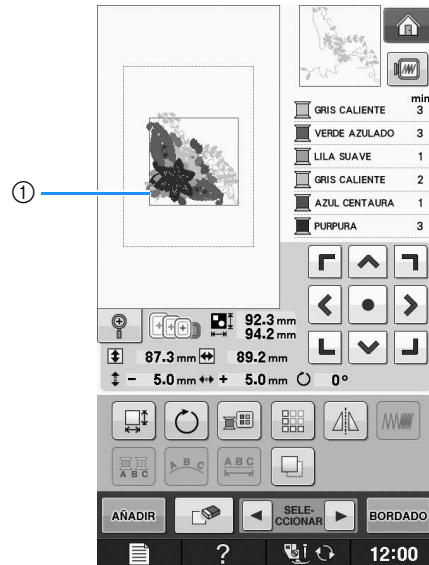 min
GRIS CALIENTE 3
VERDE AZULADO 3
LILA SUAVE 1
①
GRIS CALIENTE 2
AZUL CENTAURA 1
PURPURA 3
92.3 mm
94.2 mm
87.3 mm 89.2 mm
- 5.0 mm + 5.0 mm 0°
A B C A B C A B C
AÑADIR SELE-
CCIONAR BORDADO
? 12:00